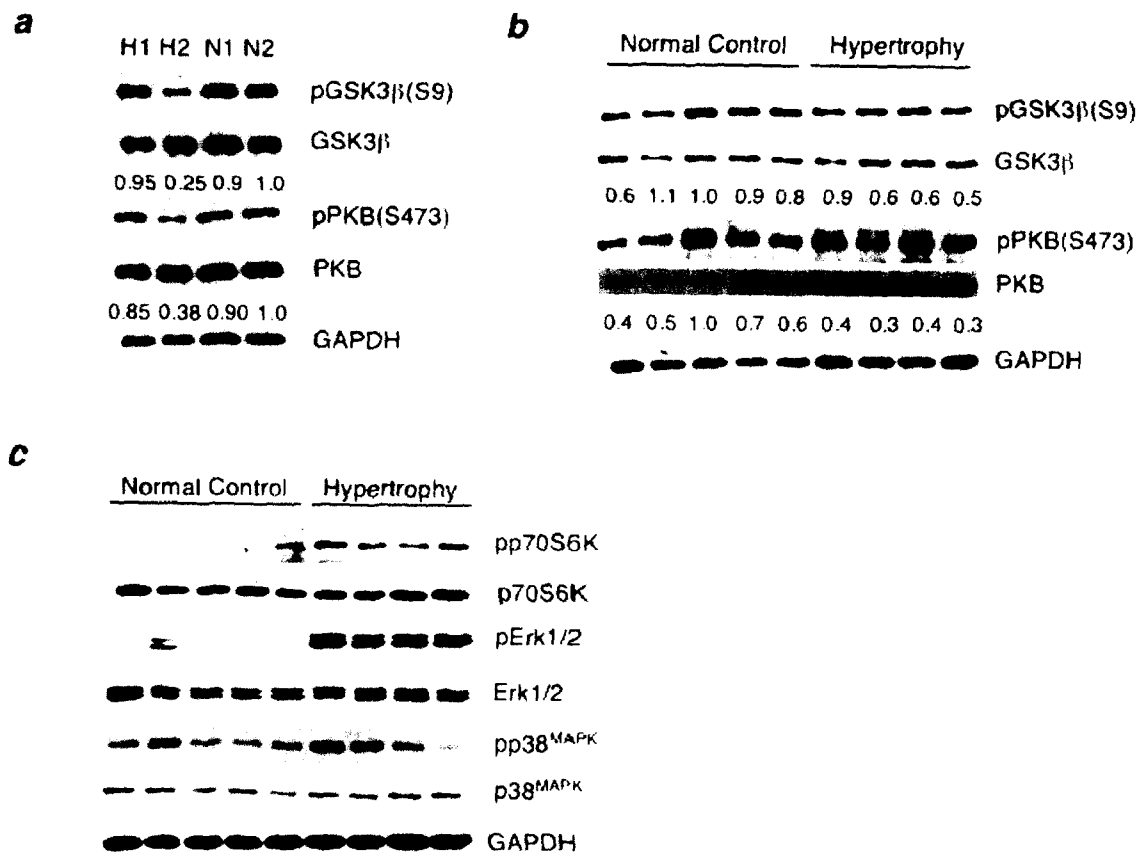 a
H1 H2 N1 N2
pGSK3β(S9)
GSK3β
0.95 0.25 0.9 1.0
pPKB(S473)
PKB
0.85 0.38 0.90 1.0
GAPDH
b
Normal Control Hypertrophy
pGSK3β(S9)
GSK3β
0.6 1.1 1.0 0.9 0.8 0.9 0.6 0.6 0.5
pPKB(S473)
PKB
0.4 0.5 1.0 0.7 0.6 0.4 0.3 0.4 0.3
GAPDH
c
Normal Control Hypertrophy
pp70S6K
p70S6K
pErk1/2
Erk1/2
pp38MAPK
p38MAPK
GAPDH